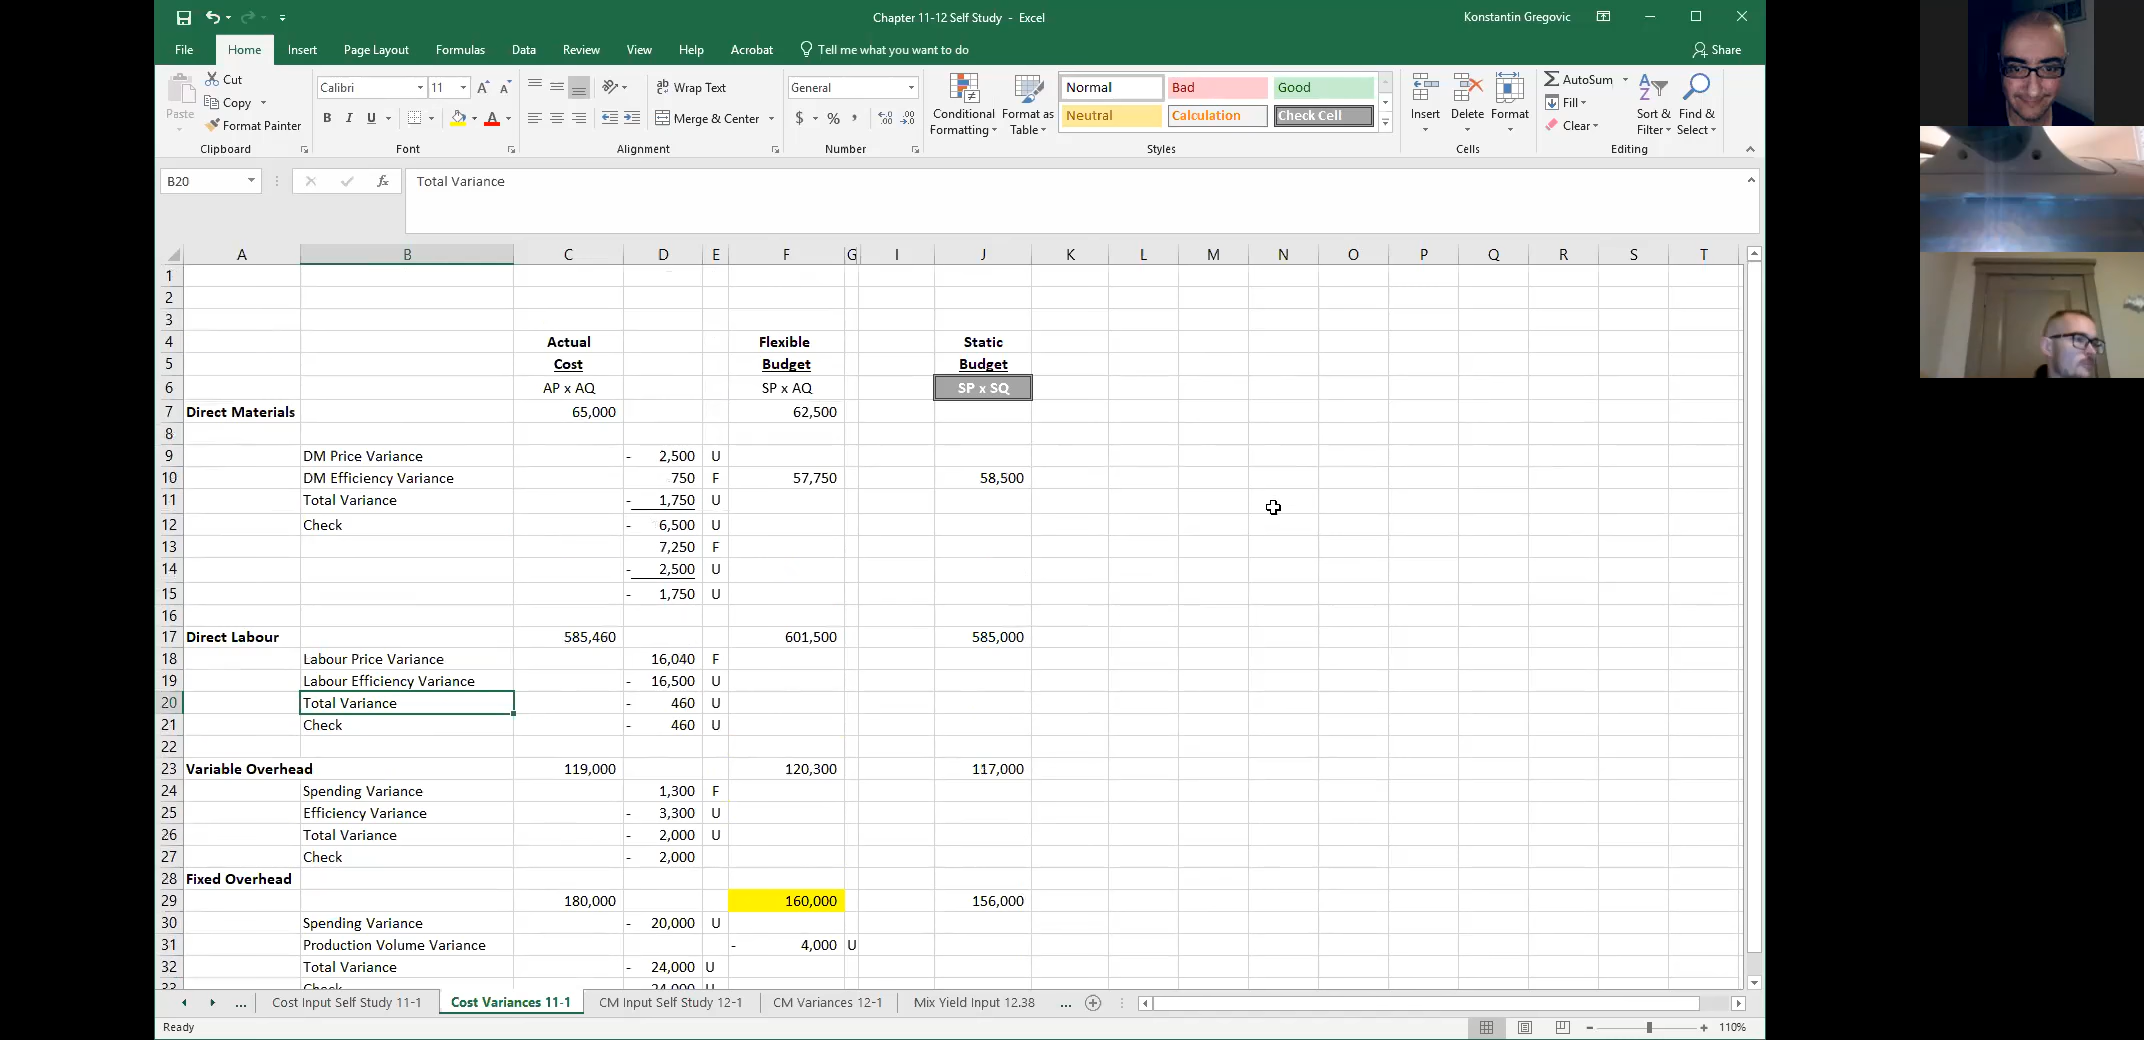 Chapter 11-12 Self Study - Excel
Konstantin Gregovic
File Home Insert Page Layout Formulas Data Review View Help Acrobat Tell me what you want to do Share
Paste
Cut
Copy
Format Painter
Clipboard
Calibri 11
B I U
Font
Wrap Text
Merge & Center
Alignment
General
$ % ,
Number
Conditional Formatting
Format as Table
Normal Bad Good
Neutral Calculation Check Cell
Styles
Insert Delete Format
Cells
AutoSum
Fill
Clear
Sort & Filter
Find & Select
Editing
B20 fx Total Variance
A B C D E F G I J K L M N O P Q R S T
1
2
3
4 Actual Flexible Static
5 Cost Budget Budget
6 AP x AQ SP x AQ SP x SQ
7 Direct Materials 65,000 62,500
8
9 DM Price Variance - 2,500 U
10 DM Efficiency Variance 750 F 57,750 58,500
11 Total Variance - 1,750 U
12 Check - 6,500 U
13 7,250 F
14 - 2,500 U
15 - 1,750 U
16
17 Direct Labour 585,460 601,500 585,000
18 Labour Price Variance 16,040 F
19 Labour Efficiency Variance - 16,500 U
20 Total Variance - 460 U
21 Check - 460 U
22
23 Variable Overhead 119,000 120,300 117,000
24 Spending Variance 1,300 F
25 Efficiency Variance - 3,300 U
26 Total Variance - 2,000 U
27 Check - 2,000
28 Fixed Overhead
29 180,000 160,000 156,000
30 Spending Variance - 20,000 U
31 Production Volume Variance - 4,000 U
32 Total Variance - 24,000 U
33 Check - 24,000 U
... Cost Input Self Study 11-1 Cost Variances 11-1 CM Input Self Study 12-1 CM Variances 12-1 Mix Yield Input 12.38 ...
Ready
110%